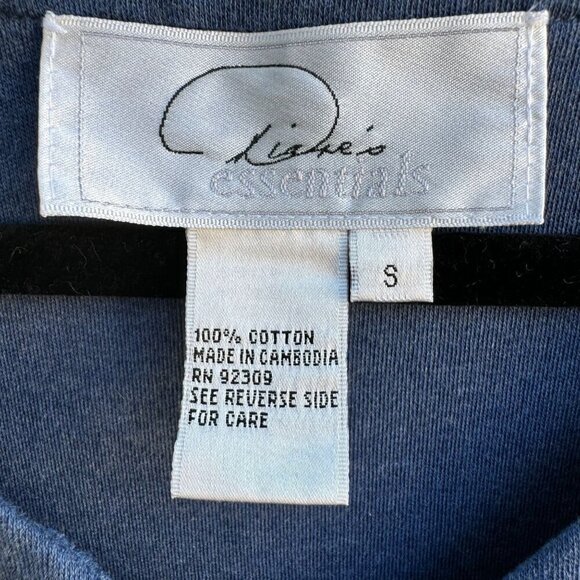 Diane's
essentials
S
100% COTTON
MADE IN CAMBODIA
RN 92309
SEE REVERSE SIDE
FOR CARE